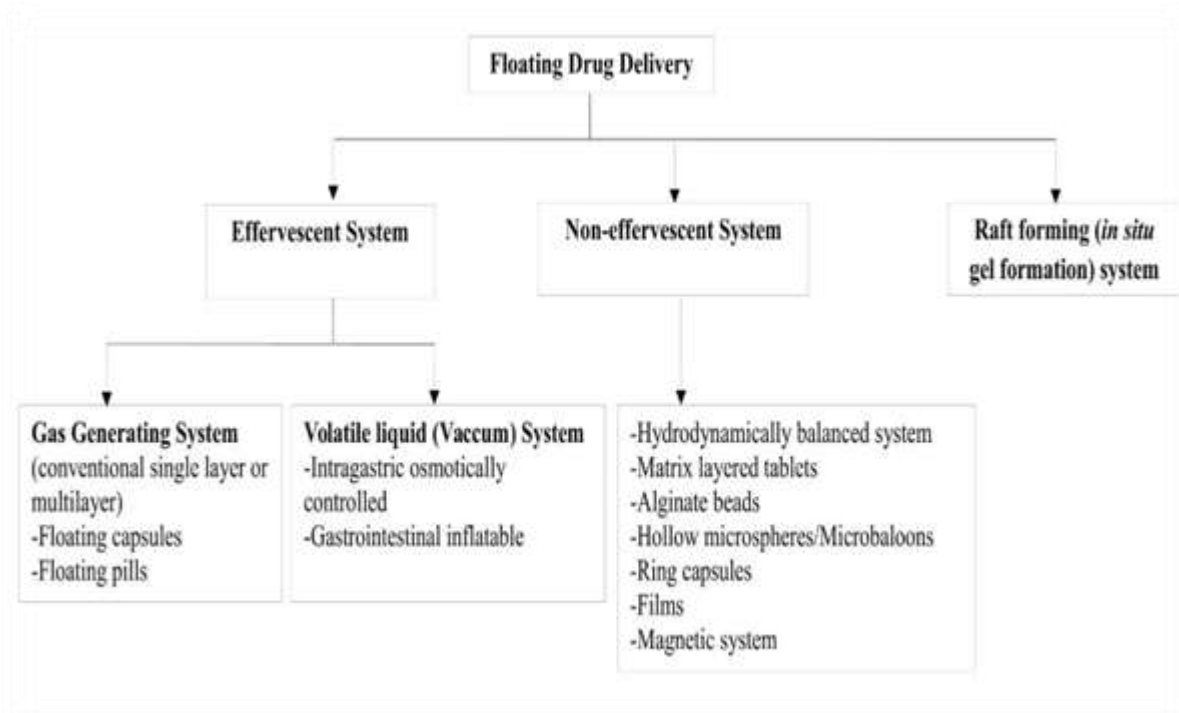 Floating Drug Delivery
Effervescent System
Non-effervescent System
Raft forming (in situ
gel formation) system
Gas Generating System
(conventional single layer or
multilayer)
-Floating capsules
-Floating pills
Volatile liquid (Vaccum) System
-Intragastric osmotically
controlled
-Gastrointestinal inflatable
-Hydrodynamically balanced system
-Matrix layered tablets
-Alginate beads
-Hollow microspheres/Microbaloons
-Ring capsules
-Films
-Magnetic system